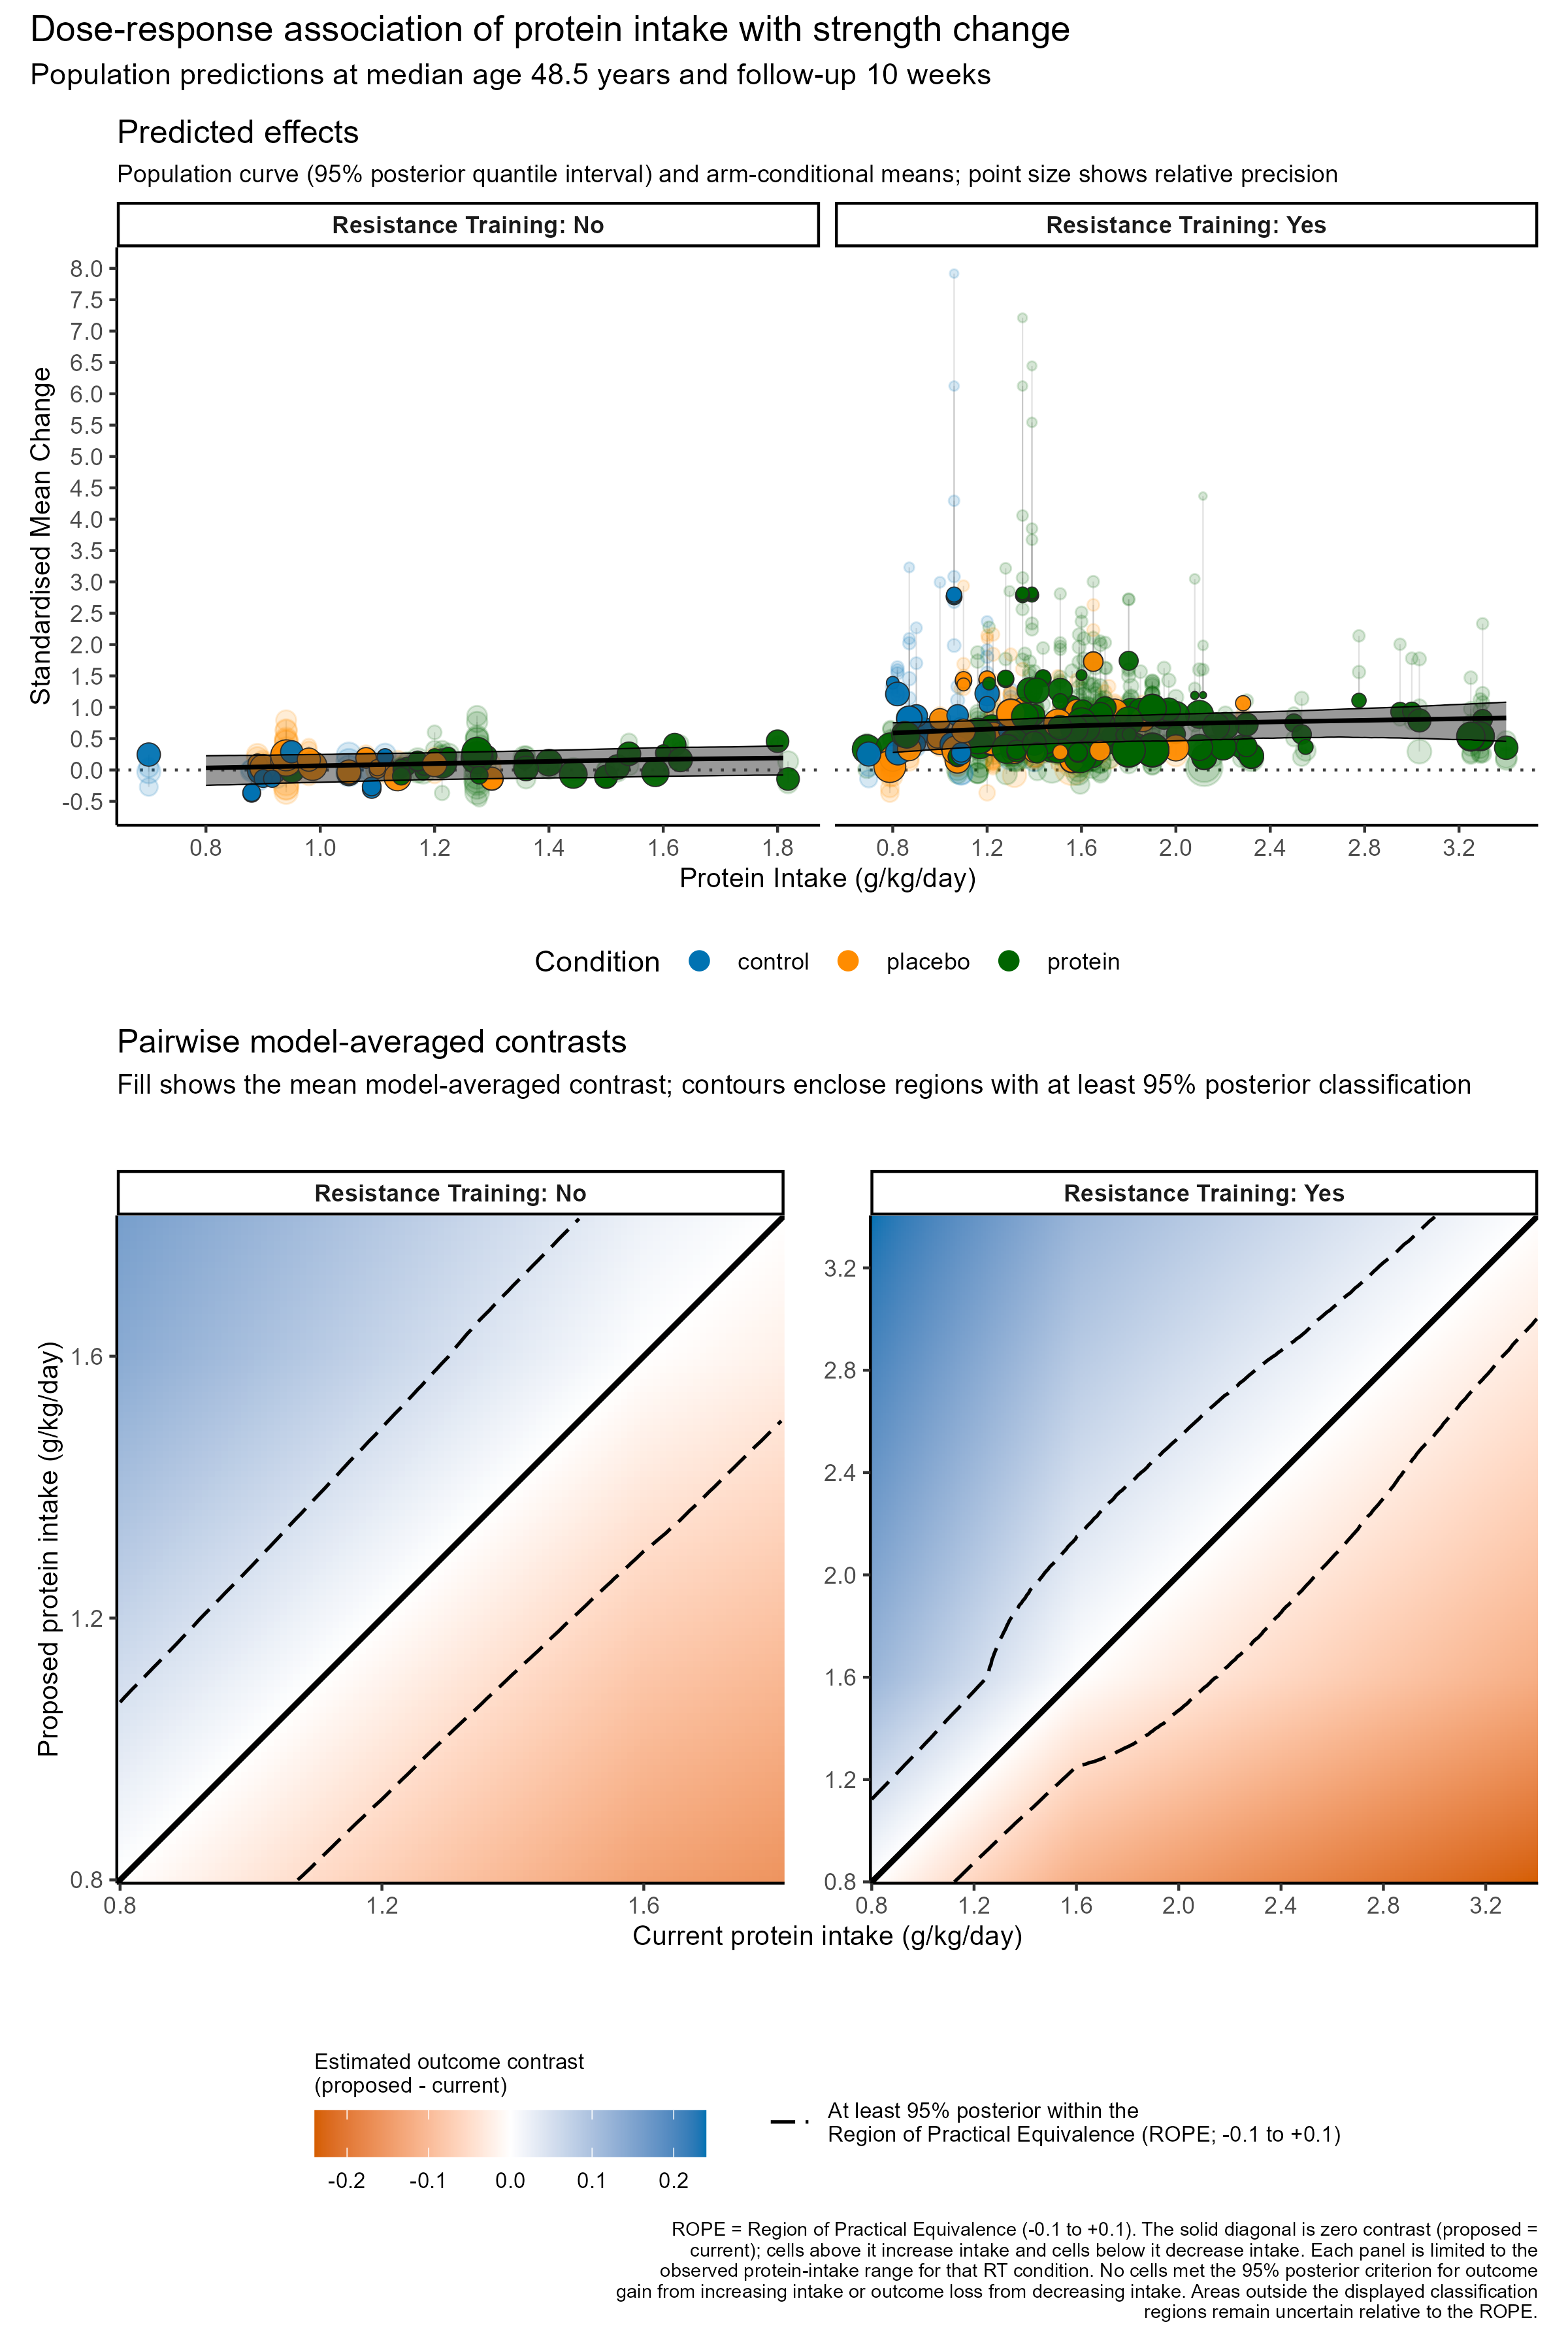 Dose-response association of protein intake with strength change
Population predictions at median age 48.5 years and follow-up 10 weeks
Predicted effects
Population curve (95% posterior quantile interval) and arm-conditional means; point size shows relative precision
Resistance Training: No
Resistance Training: Yes
Standardised Mean Change
8.0
7.5
7.0
6.5
6.0
5.5
5.0
4.5
4.0
3.5
3.0
2.5
2.0
1.5
1.0
0.5
0.0
-0.5
0.8 1.0 1.2 1.4 1.6 1.8
0.8 1.2 1.6 2.0 2.4 2.8 3.2
Protein Intake (g/kg/day)
Condition control placebo protein
Pairwise model-averaged contrasts
Fill shows the mean model-averaged contrast; contours enclose regions with at least 95% posterior classification
Resistance Training: No
Resistance Training: Yes
Proposed protein intake (g/kg/day)
1.6
1.2
0.8
3.2
2.8
2.4
2.0
1.6
1.2
0.8
0.8 1.2 1.6
0.8 1.2 1.6 2.0 2.4 2.8 3.2
Current protein intake (g/kg/day)
Estimated outcome contrast
(proposed - current)
-0.2 -0.1 0.0 0.1 0.2
At least 95% posterior within the
Region of Practical Equivalence (ROPE; -0.1 to +0.1)
ROPE = Region of Practical Equivalence (-0.1 to +0.1). The solid diagonal is zero contrast (proposed =
current); cells above it increase intake and cells below it decrease intake. Each panel is limited to the
observed protein-intake range for that RT condition. No cells met the 95% posterior criterion for outcome
gain from increasing intake or outcome loss from decreasing intake. Areas outside the displayed classification
regions remain uncertain relative to the ROPE.